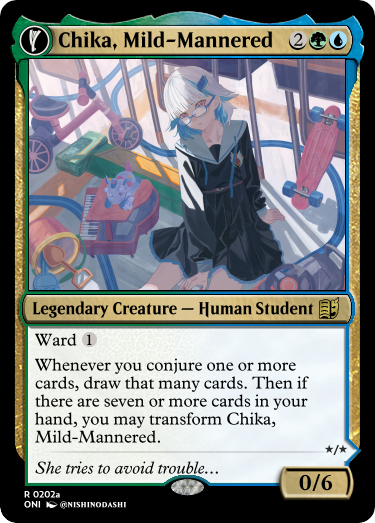 Chika, Mild-Mannered 2
Legendary Creature — Human Student
Ward 1
Whenever you conjure one or more
cards, draw that many cards. Then if
there are seven or more cards in your
hand, you may transform Chika,
Mild-Mannered.
*/*
She tries to avoid trouble…
0/6
R 0202a
ONI @NISHINODASHI